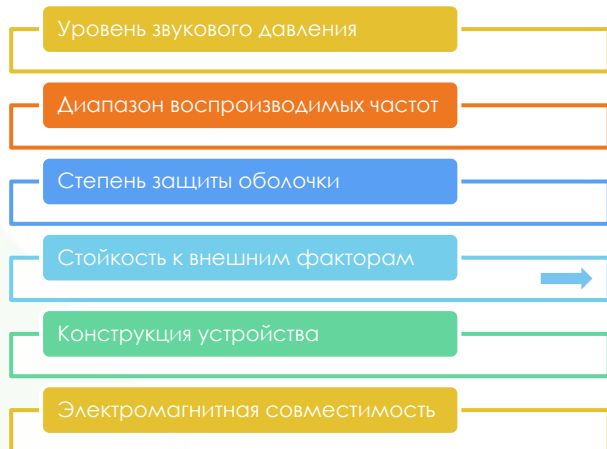 Уровень звукового давления
Диапазон воспроизводимых частот
Степень защиты оболочки
Стойкость к внешним факторам
Конструкция устройства
Электромагнитная совместимость